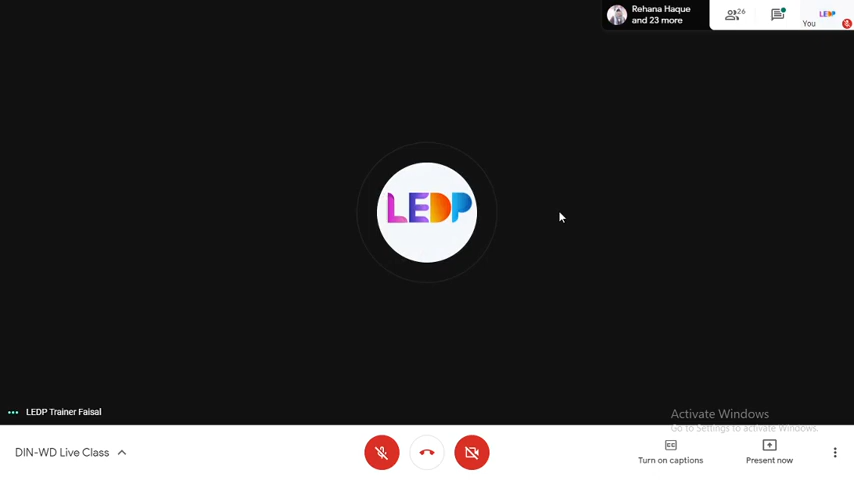 Rehana Haque
and 23 more
26
LEDP
You
LEDP
LEDP Trainer Faisal
Activate Windows
Go to Settings to activate Windows.
DIN-WD Live Class
CC
Turn on captions
Present now